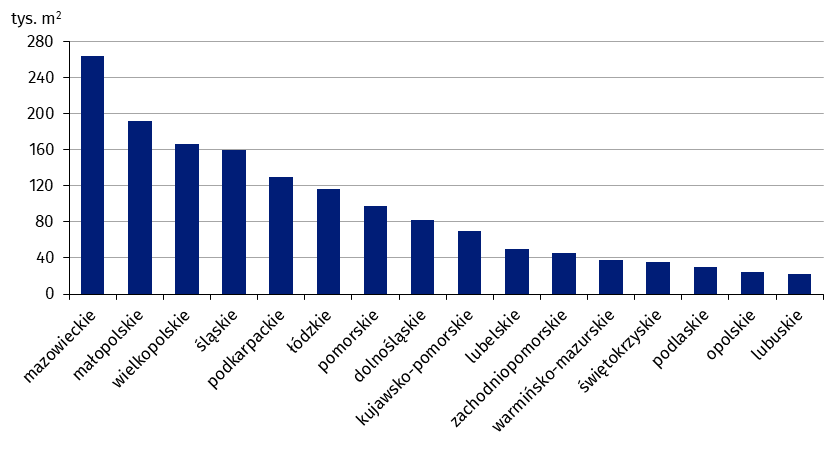 tys. m²
280
240
200
160
120
80
40
0
mazowieckie
małopolskie
wielkopolskie
śląskie
podkarpackie
łódzkie
pomorskie
dolnośląskie
kujawsko-pomorskie
lubelskie
zachodniopomorskie
warmińsko-mazurskie
świętokrzyskie
podlaskie
opolskie
lubuskie